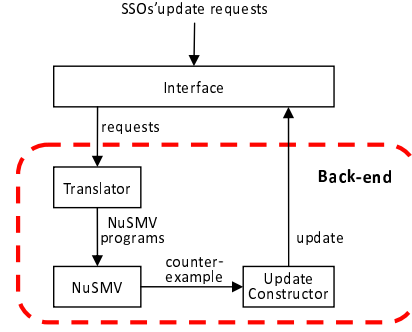 SSOs'update requests
Interface
requests
Back-end
Translator
NuSMV
programs
update
counter-
example
NuSMV
Update
Constructor